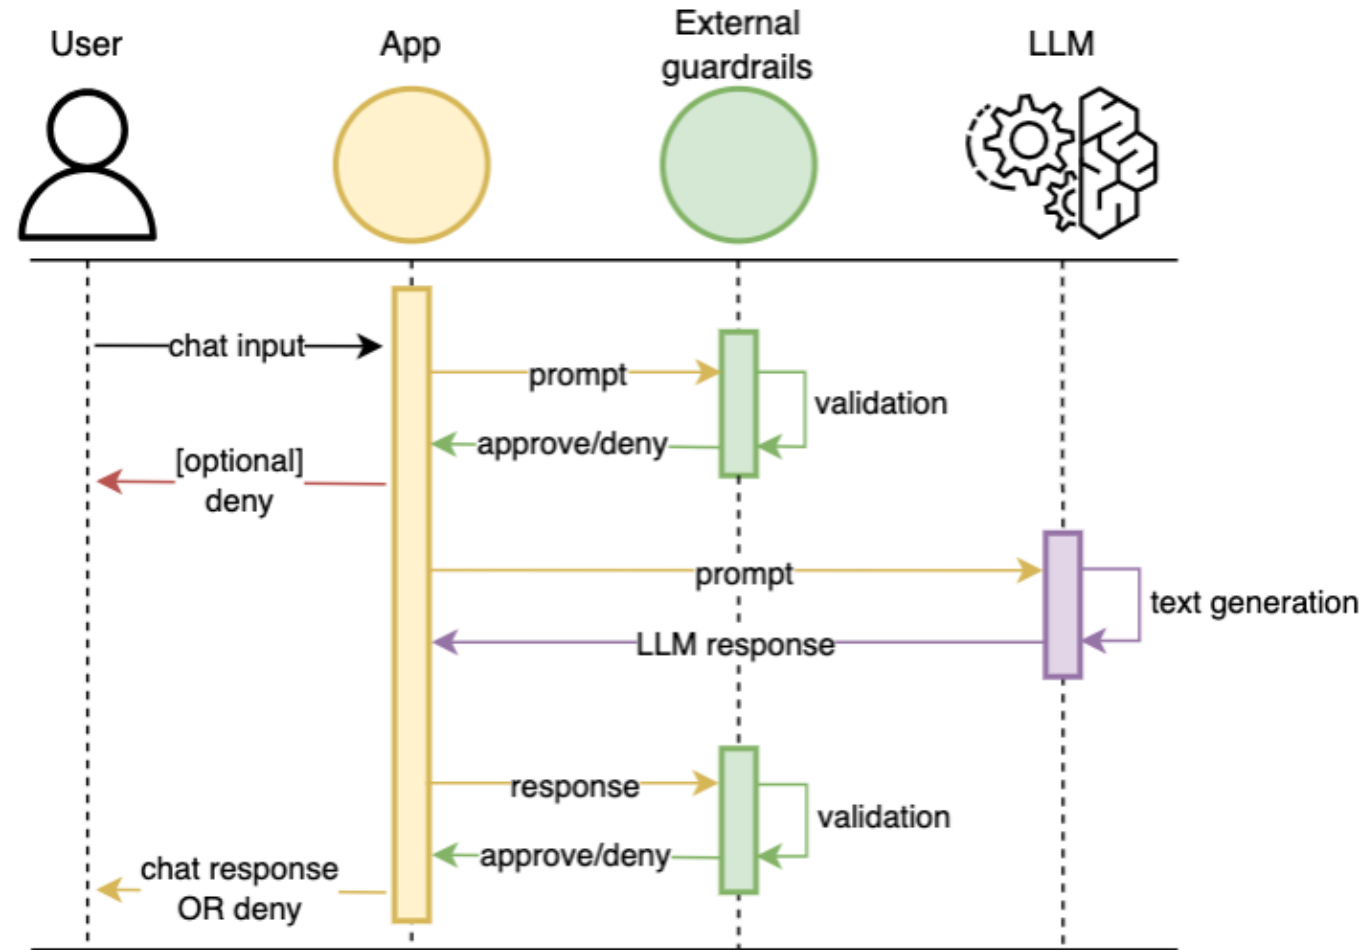 User
App
External
guardrails
LLM
chat input
prompt
validation
approve/deny
[optional]
deny
prompt
text generation
LLM response
response
validation
approve/deny
chat response
OR deny